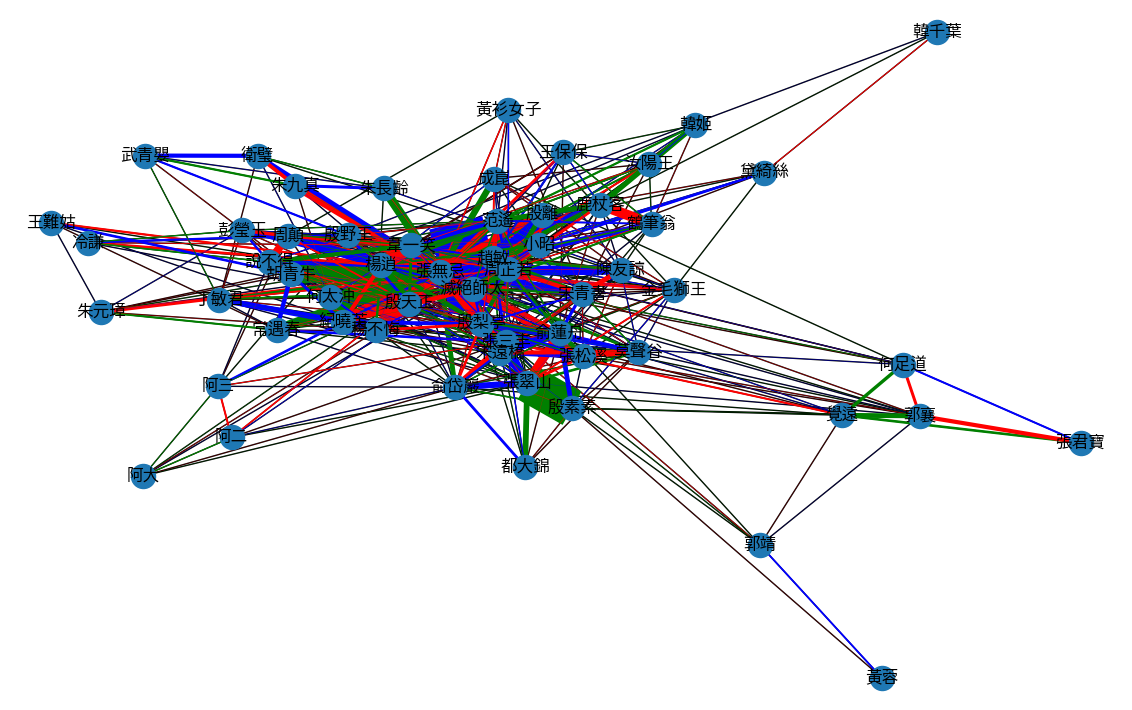 韓千葉
黃衫女子
韓姬
王保保
武青嬰
衛璧
汝陽王
黛綺絲
朱九真
朱長齡
成崑
鹿杖客
殷離
范遙
鶴筆翁
王難姑
冷謙
彭瑩玉
周顛
殷野王
韋一笑
小昭
說不得
楊逍
趙敏
張無忌
周芷若
陳友諒
胡青牛
滅絕師太
金毛獅王
丁敏君
何太沖
宋青書
殷天正
朱元璋
紀曉芙
殷梨亭
常遇春
楊不悔
俞蓮舟
張三丰
宋遠橋
張松溪
莫聲谷
何足道
阿三
俞岱巖
張翠山
殷素素
覺遠
郭襄
阿二
張君寶
都大錦
阿大
郭靖
黃蓉